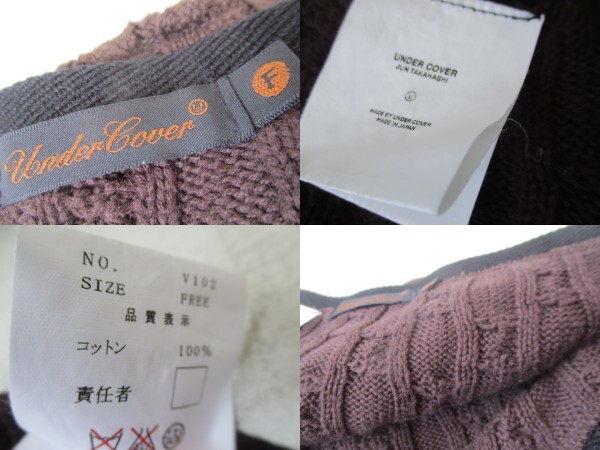 UnderCover
F
UNDER COVER
JUN TAKAHASHI
MADE BY UNDER COVER
MADE IN JAPAN
NO. V102
SIZE FREE
品質表示
コットン 100%
責任者